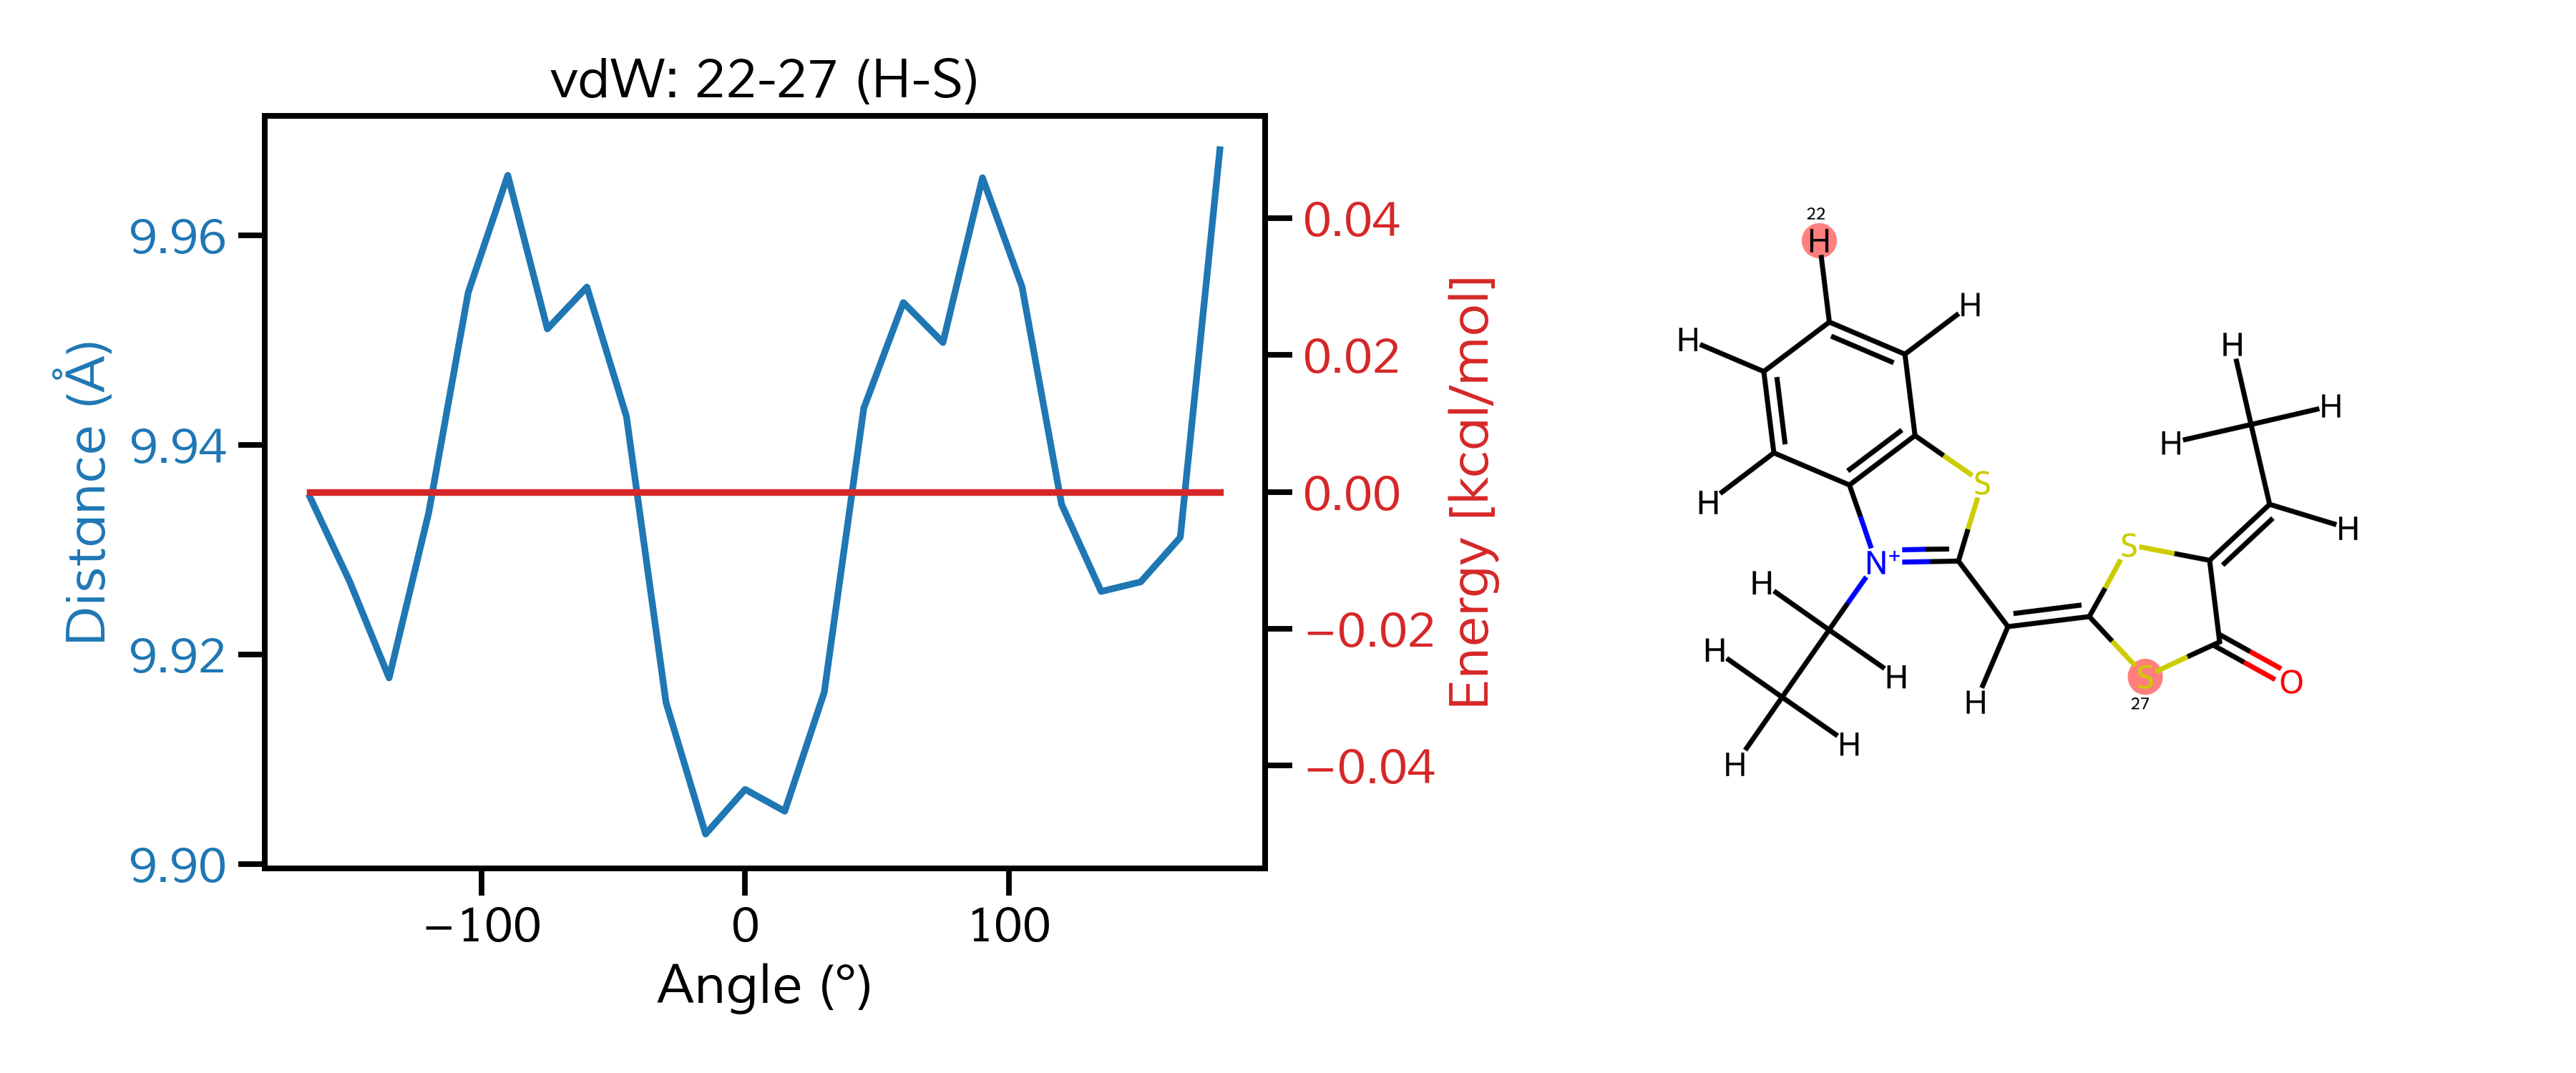 vdW: 22-27 (H-S)
9.96
9.94
9.92
9.90
Distance (Å)
0.04
0.02
0.00
−0.02
−0.04
Energy [kcal/mol]
−100
0
100
Angle (°)
22
H
H
H
H
H
H
H
S
S
H
N⁺
H
H
H
S
27
O
H
H
H
H